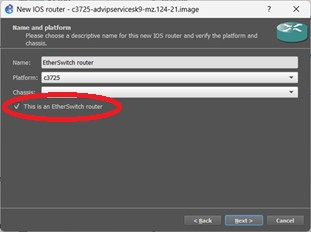 New IOS router - c3725-advipservicesk9-mz.124-21.image
Name and platform
Please choose a descriptive name for this new IOS router and verify the platform and
chassis.
Name: EtherSwitch router
Platform: c3725
Chassis:
This is an EtherSwitch router
< Back Next > Cancel